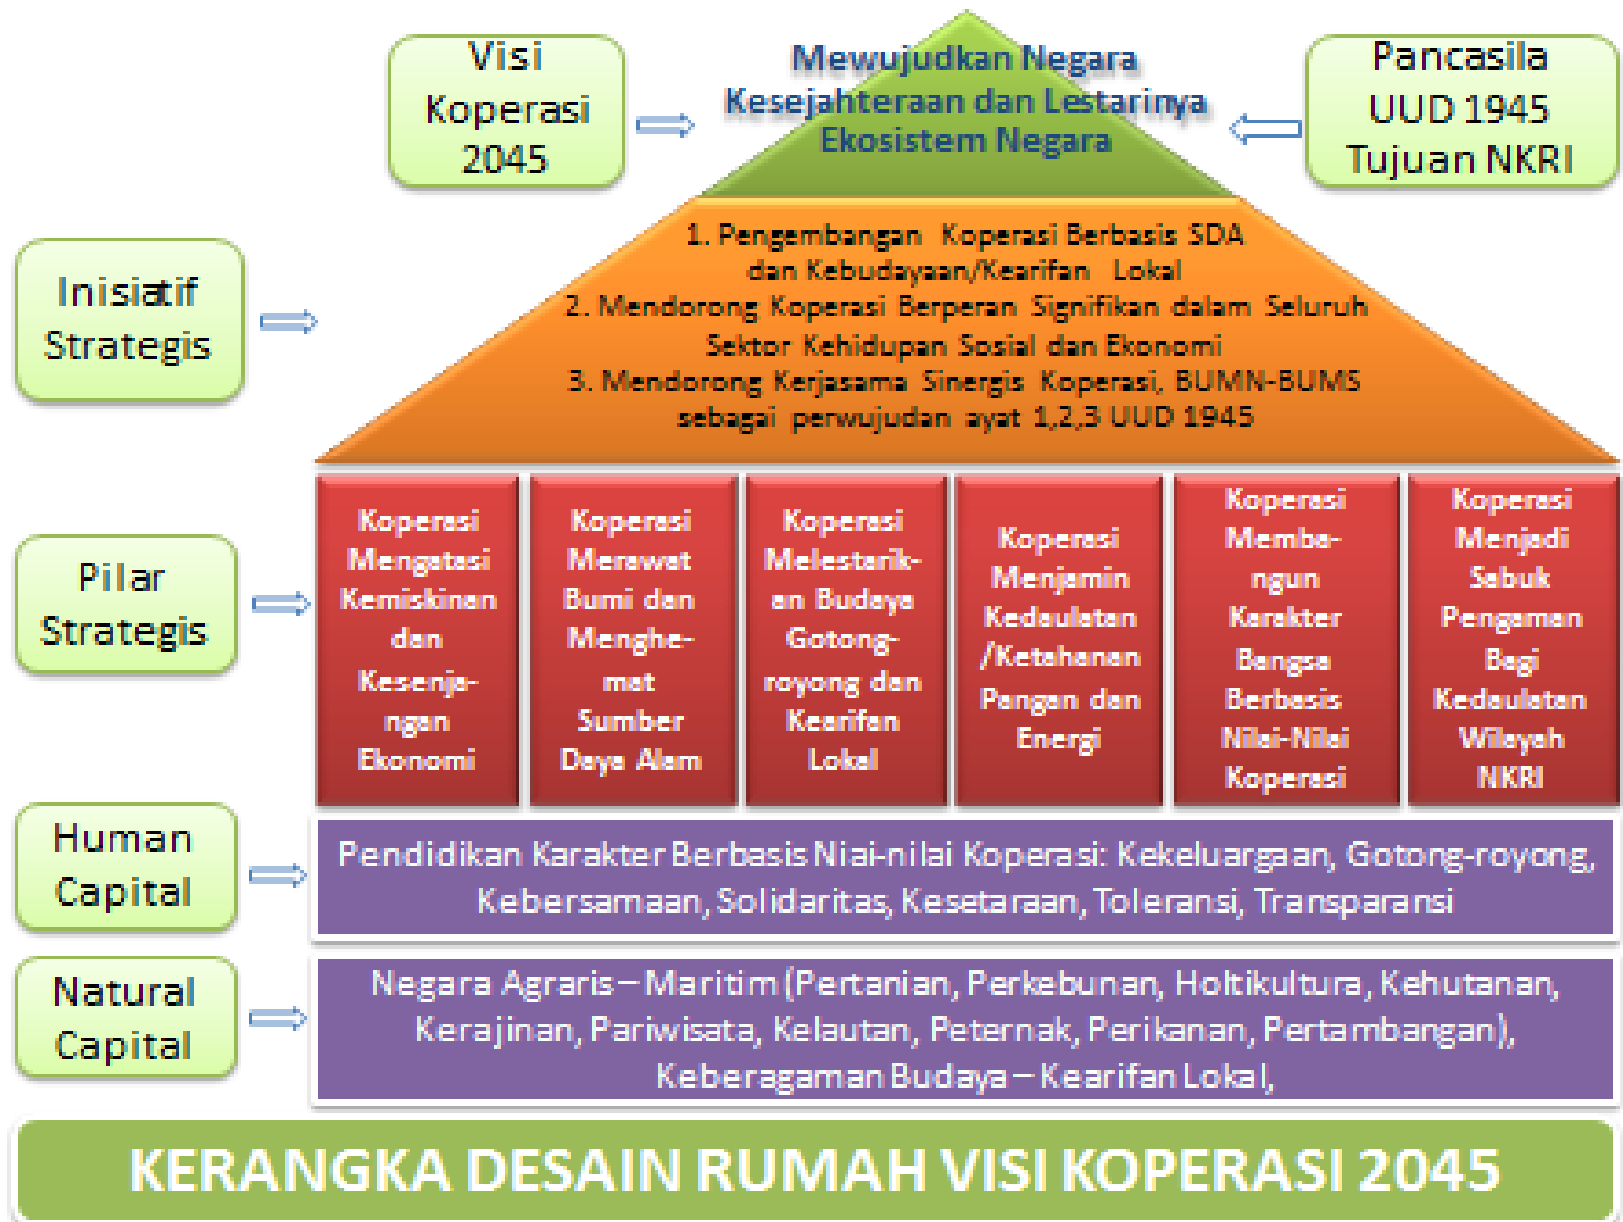 Visi
Koperasi
2045
Mewujudkan Negara
Kesejahteraan dan Lestarinya
Ekosistem Negara
Pancasila
UUD 1945
Tujuan NKRI
Inisiatif
Strategis
1. Pengembangan Koperasi Berbasis SDA
dan Kebudayaan/Kearifan Lokal
2. Mendorong Koperasi Berperan Signifikan dalam Seluruh
Sektor Kehidupan Sosial dan Ekonomi
3. Mendorong Kerjasama Sinergis Koperasi, BUMN-BUMS
sebagai perwujudan ayat 1,2,3 UUD 1945
Pilar
Strategis
Koperasi
Mengatasi
Kemiskinan
dan
Kesenja-
ngan
Ekonomi
Koperasi
Merawat
Bumi dan
Menghe-
mat
Sumber
Daya Alam
Koperasi
Melestarik-
an Budaya
Gotong-
royong dan
Kearifan
Lokal
Koperasi
Menjamin
Kedaulatan
/Ketahanan
Pangan dan
Energi
Koperasi
Memba-
ngun
Karakter
Bangsa
Berbasis
Nilai-Nilai
Koperasi
Koperasi
Menjadi
Sabuk
Pengaman
Bagi
Kedaulatan
Wilayah
NKRI
Human
Capital
Pendidikan Karakter Berbasis Niai-nilai Koperasi: Kekeluargaan, Gotong-royong,
Kebersamaan, Solidaritas, Kesetaraan, Toleransi, Transparansi
Natural
Capital
Negara Agraris – Maritim (Pertanian, Perkebunan, Holtikultura, Kehutanan,
Kerajinan, Pariwisata, Kelautan, Peternak, Perikanan, Pertambangan),
Keberagaman Budaya – Kearifan Lokal,
KERANGKA DESAIN RUMAH VISI KOPERASI 2045